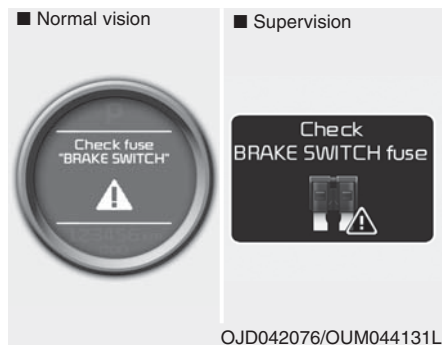 ■ Normal vision
Check fuse
"BRAKE SWITCH"
■ Supervision
Check
BRAKE SWITCH fuse
OJD042076/OUM044131L